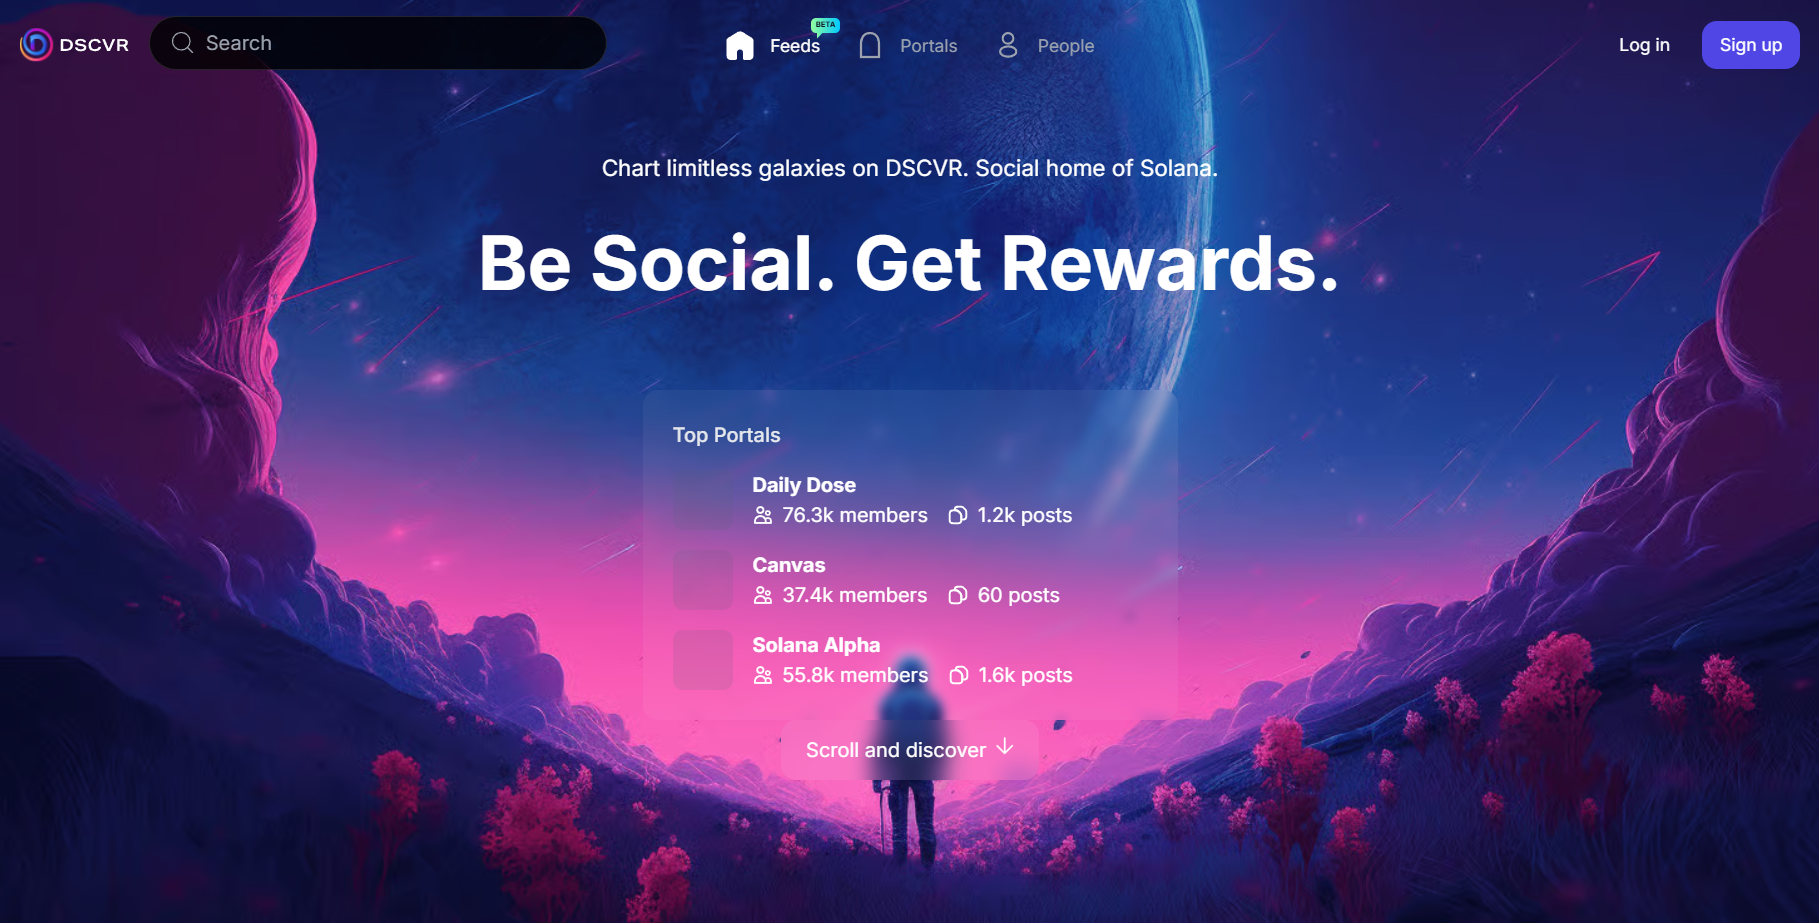 DSCVR
Search
Feeds
BETA
Portals
People
Log in
Sign up
Chart limitless galaxies on DSCVR. Social home of Solana.
Be Social. Get Rewards.
Top Portals
Daily Dose
76.3k members 1.2k posts
Canvas
37.4k members 60 posts
Solana Alpha
55.8k members 1.6k posts
Scroll and discover